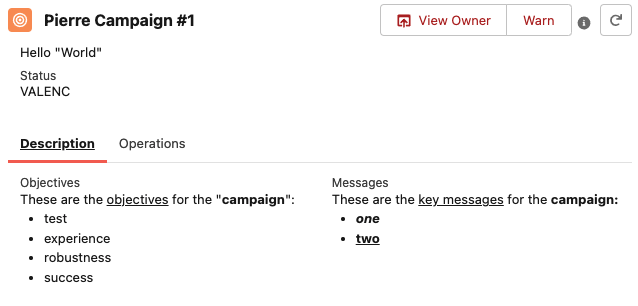 Pierre Campaign #1
View Owner
Warn
Hello "World"
Status
VALENC
Description
Operations
Objectives
These are the objectives for the "campaign":
• test
• experience
• robustness
• success
Messages
These are the key messages for the campaign:
• one
• two